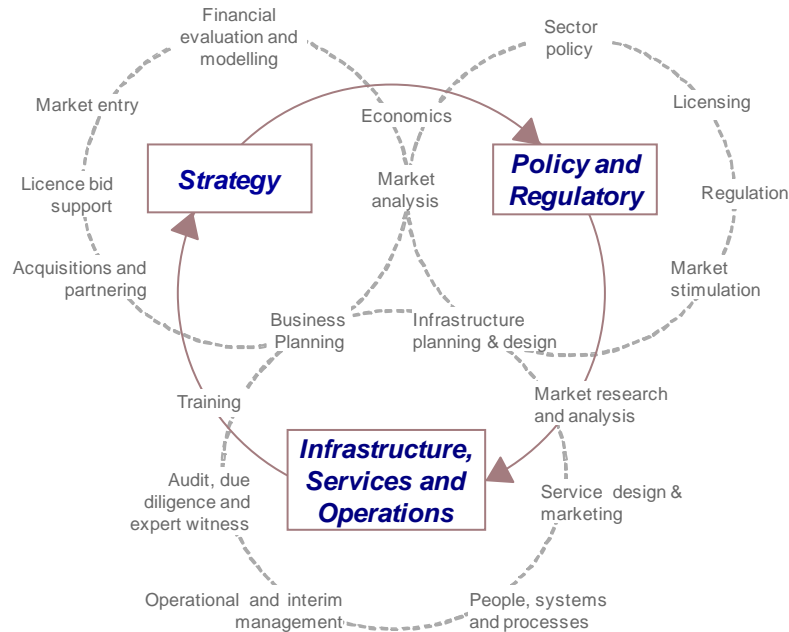 Financial
evaluation and
modelling
Sector
policy
Market entry
Economics
Licensing
Strategy
Policy and
Regulatory
Licence bid
support
Market
analysis
Regulation
Acquisitions and
partnering
Market
stimulation
Business
Planning
Infrastructure
planning & design
Training
Market research
and analysis
Infrastructure,
Services and
Operations
Audit, due
diligence and
expert witness
Service design &
marketing
Operational and interim
management
People, systems
and processes